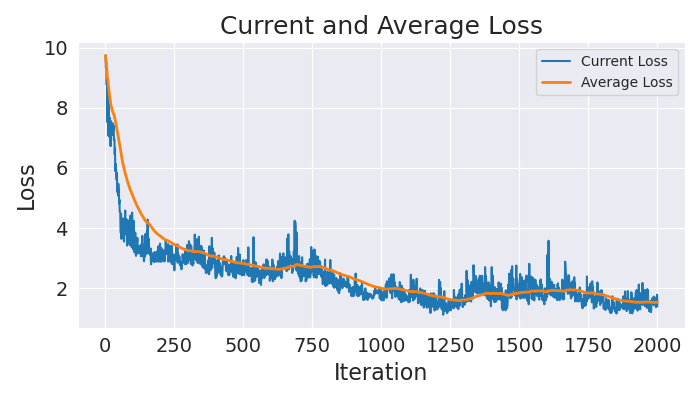 Current and Average Loss
Current Loss
Average Loss
10
8
6
4
2
Loss
0 250 500 750 1000 1250 1500 1750 2000
Iteration